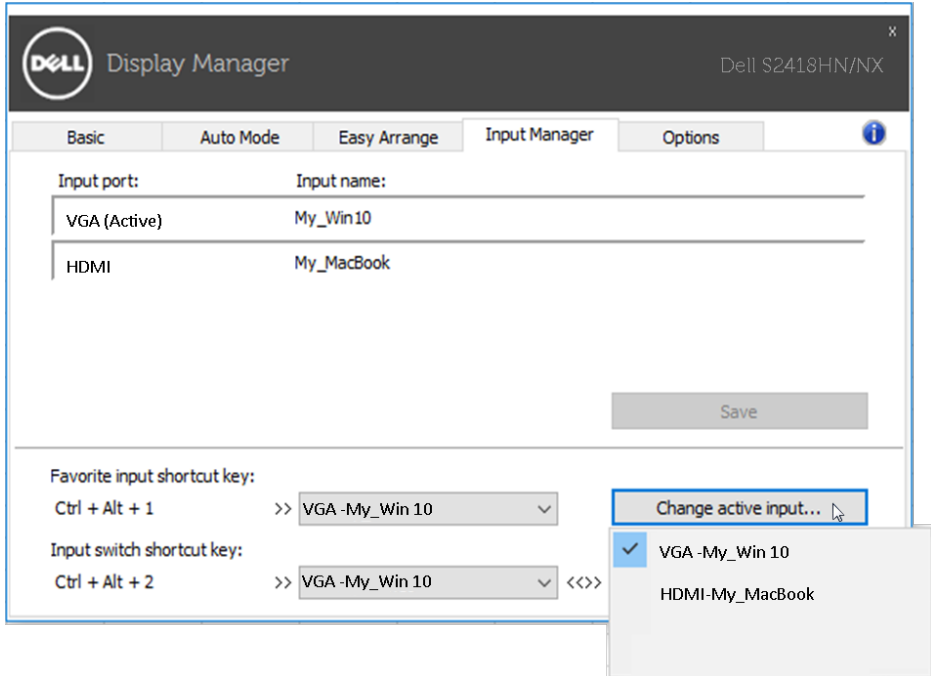 x
DELL Display Manager
Dell S2418HN/NX
Basic Auto Mode Easy Arrange Input Manager Options i
Input port: Input name:
VGA (Active) My_Win10
HDMI My_MacBook
Save
Favorite input shortcut key:
Ctrl + Alt + 1 >> VGA -My_Win 10 Change active input...
Input switch shortcut key:
VGA -My_Win 10
Ctrl + Alt + 2 >> VGA -My_Win 10 <<>>
HDMI-My_MacBook